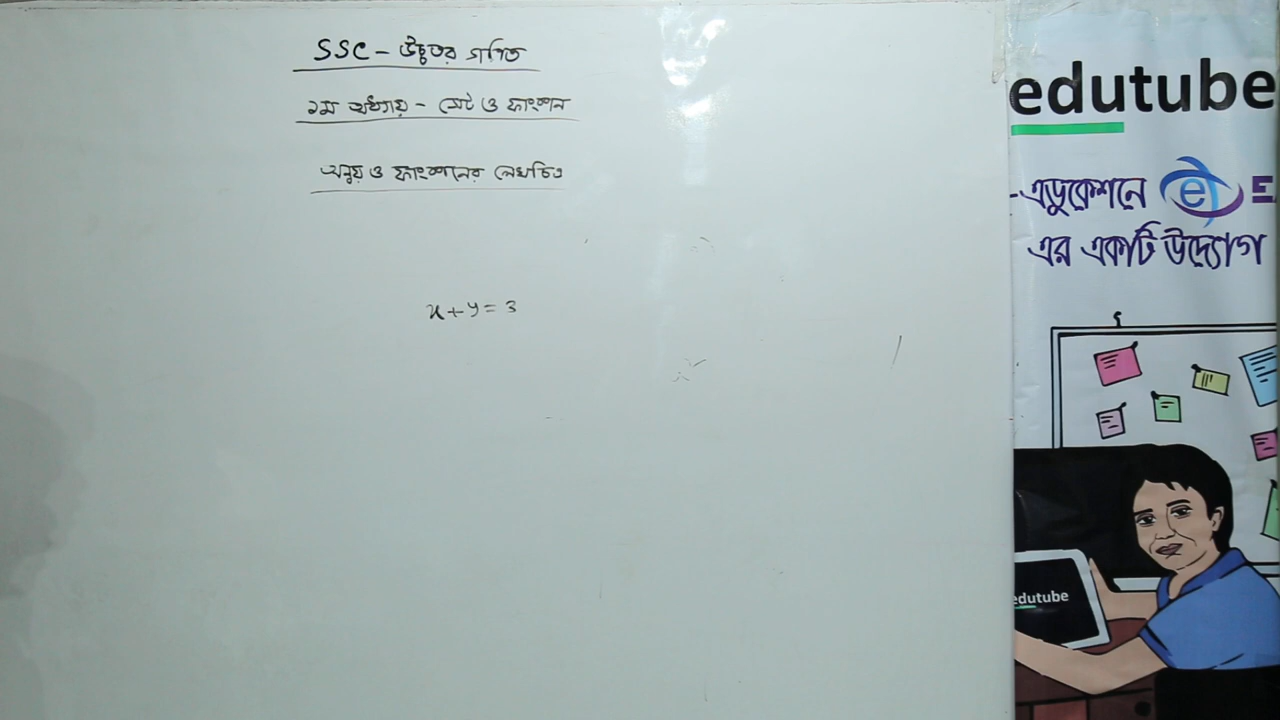 SSC - উচ্চতর গণিত
১ম অধ্যায় - সেট ও ফাংশন
অন্বয় ও ফাংশনের লেখচিত্র
x + y = 3
edutube
-এডুকেশনে
এর একটি উদ্যোগ
edutube